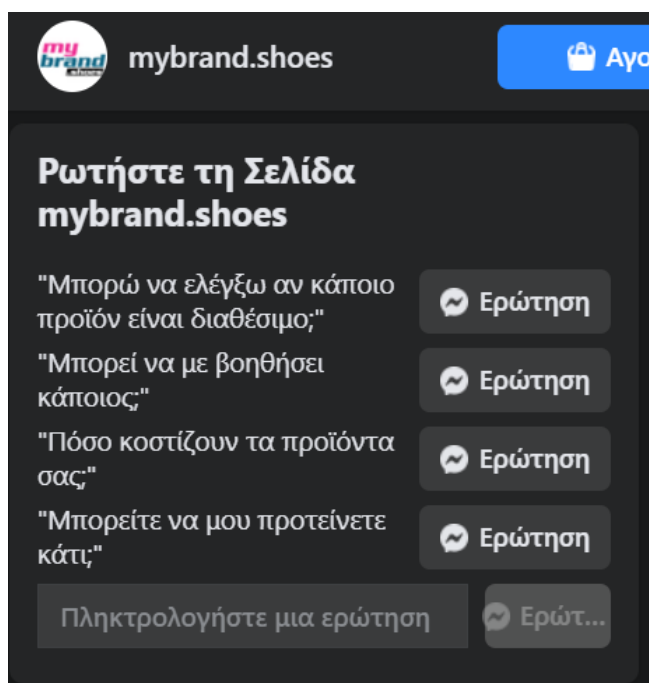 my
brand
.shoes
mybrand.shoes
Αγο
Ρωτήστε τη Σελίδα
mybrand.shoes
"Μπορώ να ελέγξω αν κάποιο
προϊόν είναι διαθέσιμο;"
Ερώτηση
"Μπορεί να με βοηθήσει
κάποιος;"
Ερώτηση
"Πόσο κοστίζουν τα προϊόντα
σας;"
Ερώτηση
"Μπορείτε να μου προτείνετε
κάτι;"
Ερώτηση
Πληκτρολογήστε μια ερώτηση
Ερώτ...